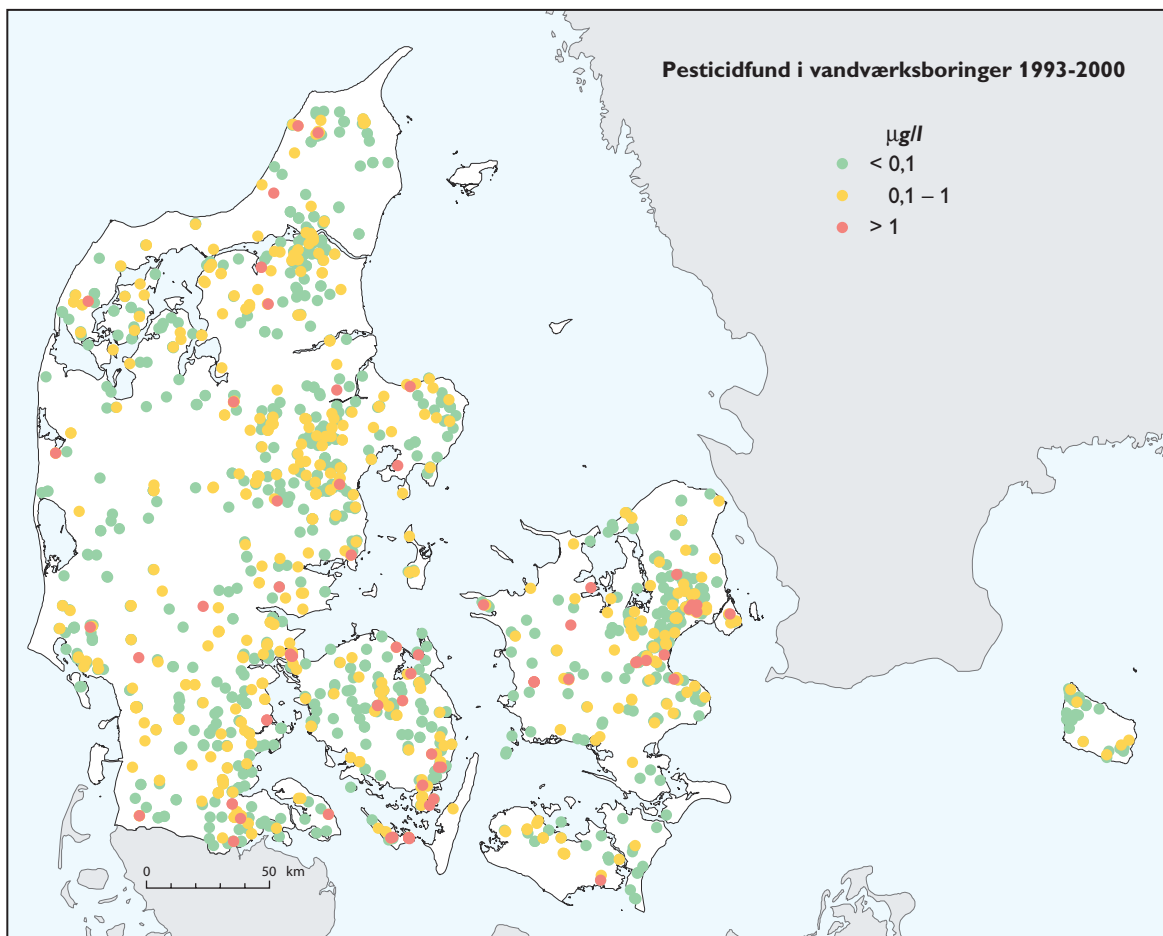 Pesticidfund i vandværksboringer 1993-2000
µg/l
< 0,1
0,1 – 1
> 1
0 50 km